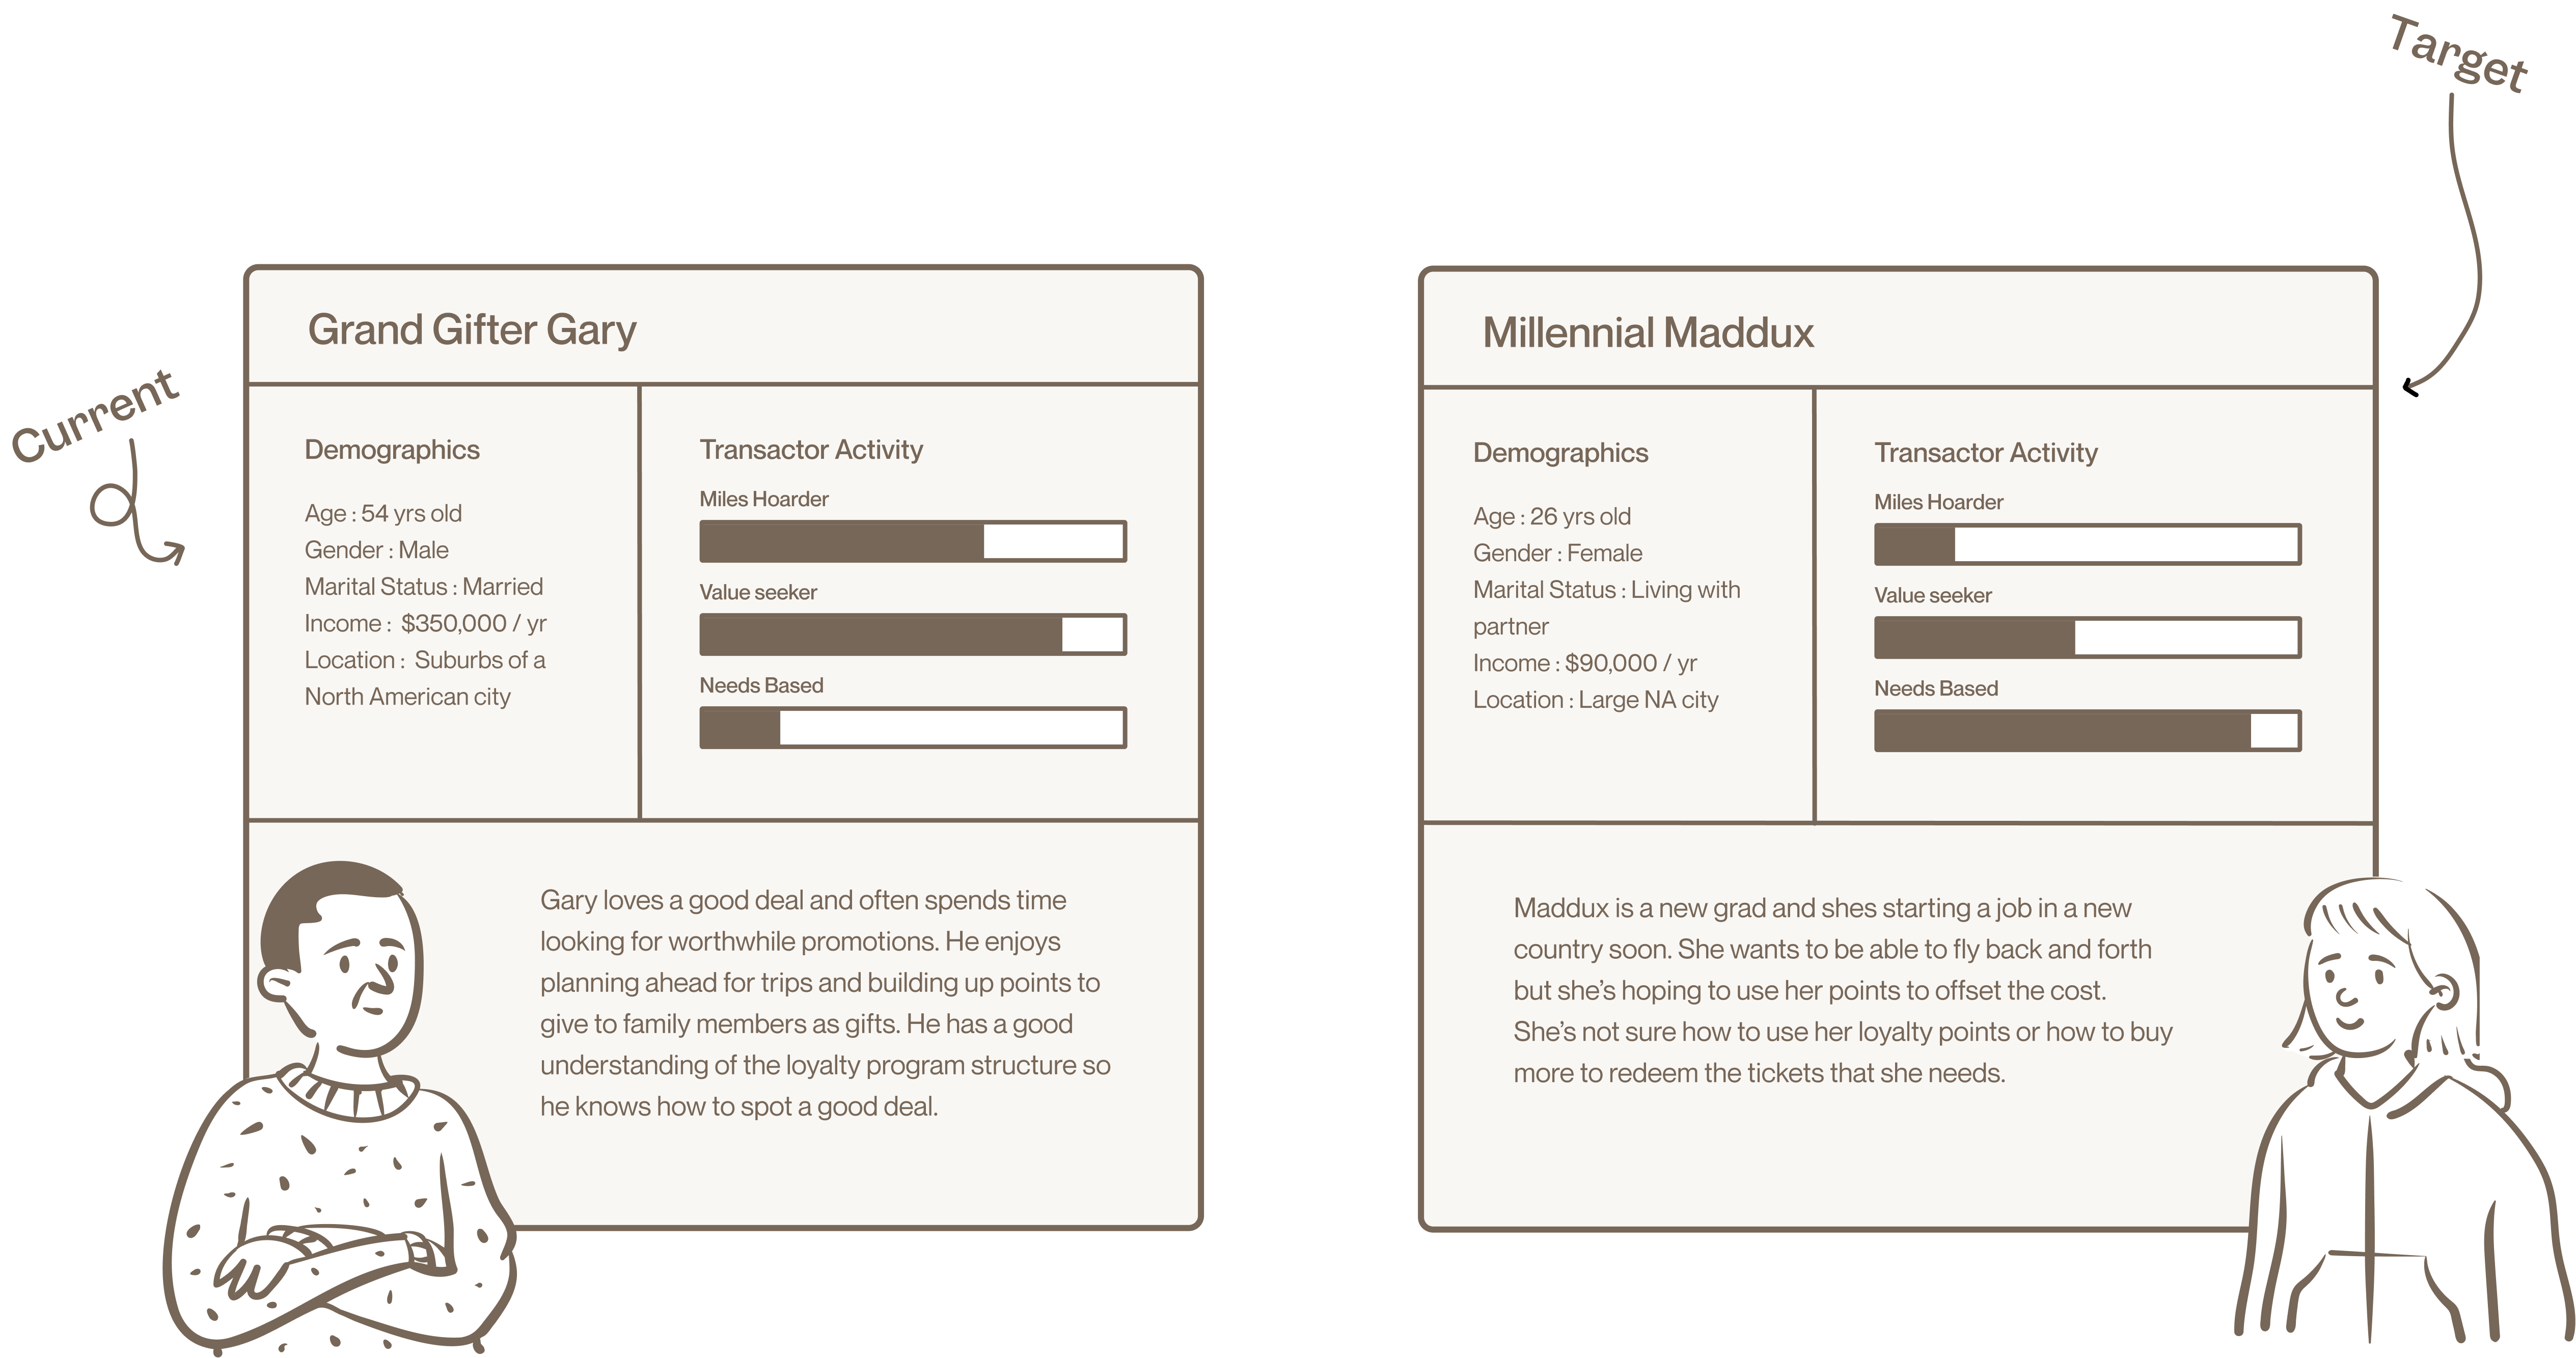 Target
Current
Grand Gifter Gary
Demographics
Age : 54 yrs old
Gender : Male
Marital Status : Married
Income :  $350,000 / yr
Location :  Suburbs of a
North American city
Transactor Activity
Miles Hoarder
Value seeker
Needs Based
Gary loves a good deal and often spends time
looking for worthwhile promotions. He enjoys
planning ahead for trips and building up points to
give to family members as gifts. He has a good
understanding of the loyalty program structure so
he knows how to spot a good deal.
Millennial Maddux
Demographics
Age : 26 yrs old
Gender : Female
Marital Status : Living with
partner
Income : $90,000 / yr
Location : Large NA city
Transactor Activity
Miles Hoarder
Value seeker
Needs Based
Maddux is a new grad and shes starting a job in a new
country soon. She wants to be able to fly back and forth
but she’s hoping to use her points to offset the cost.
She’s not sure how to use her loyalty points or how to buy
more to redeem the tickets that she needs.